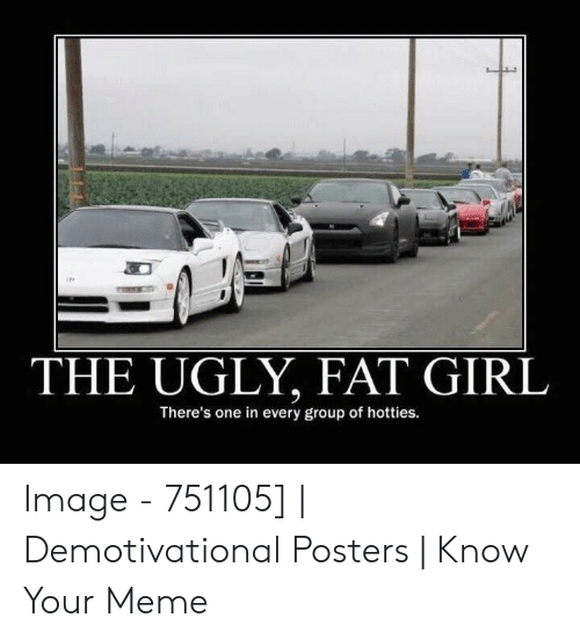 THE UGLY, FAT GIRL
There's one in every group of hotties.
Image - 751105] |
Demotivational Posters | Know
Your Meme